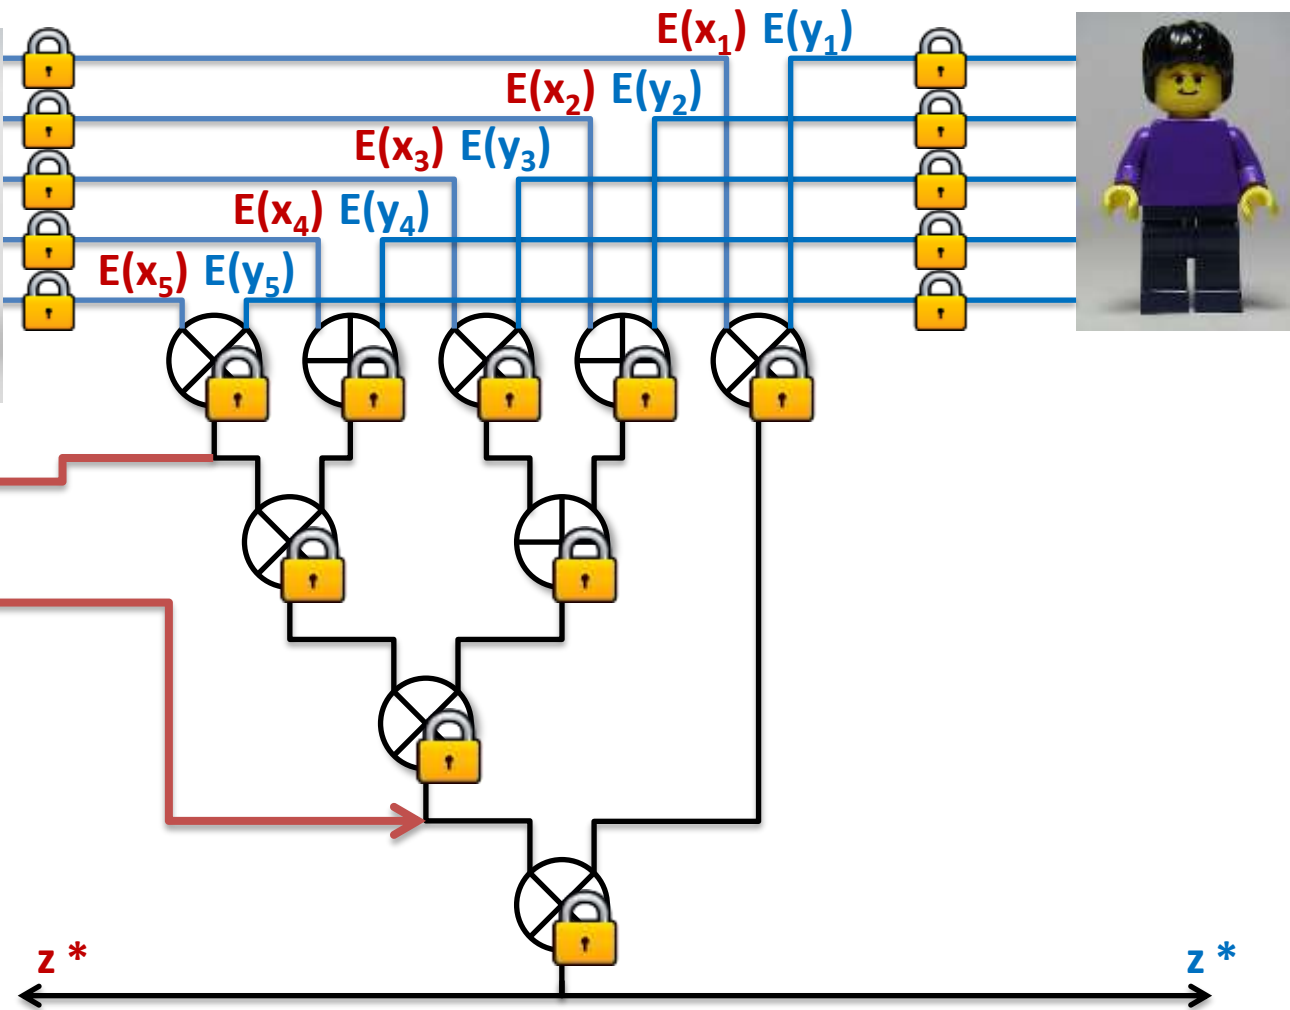 E(x₁) E(y₁)
E(x₂) E(y₂)
E(x₃) E(y₃)
E(x₄) E(y₄)
E(x₅) E(y₅)
z * z *